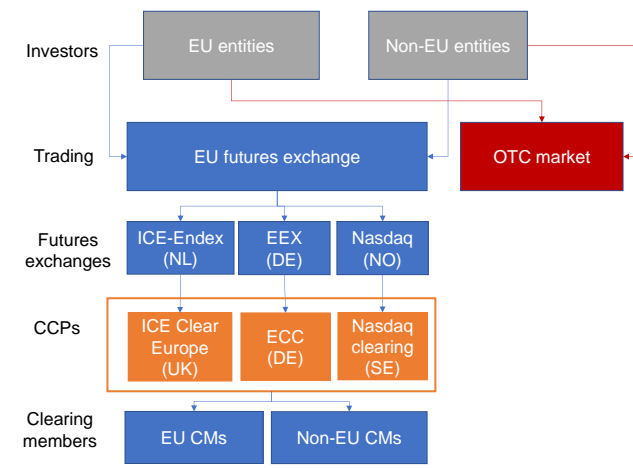 Investors
EU entities
Non-EU entities
Trading
EU futures exchange
OTC market
Futures
exchanges
ICE-Endex
(NL)
EEX
(DE)
Nasdaq
(NO)
CCPs
ICE Clear
Europe
(UK)
ECC
(DE)
Nasdaq
clearing
(SE)
Clearing
members
EU CMs
Non-EU CMs